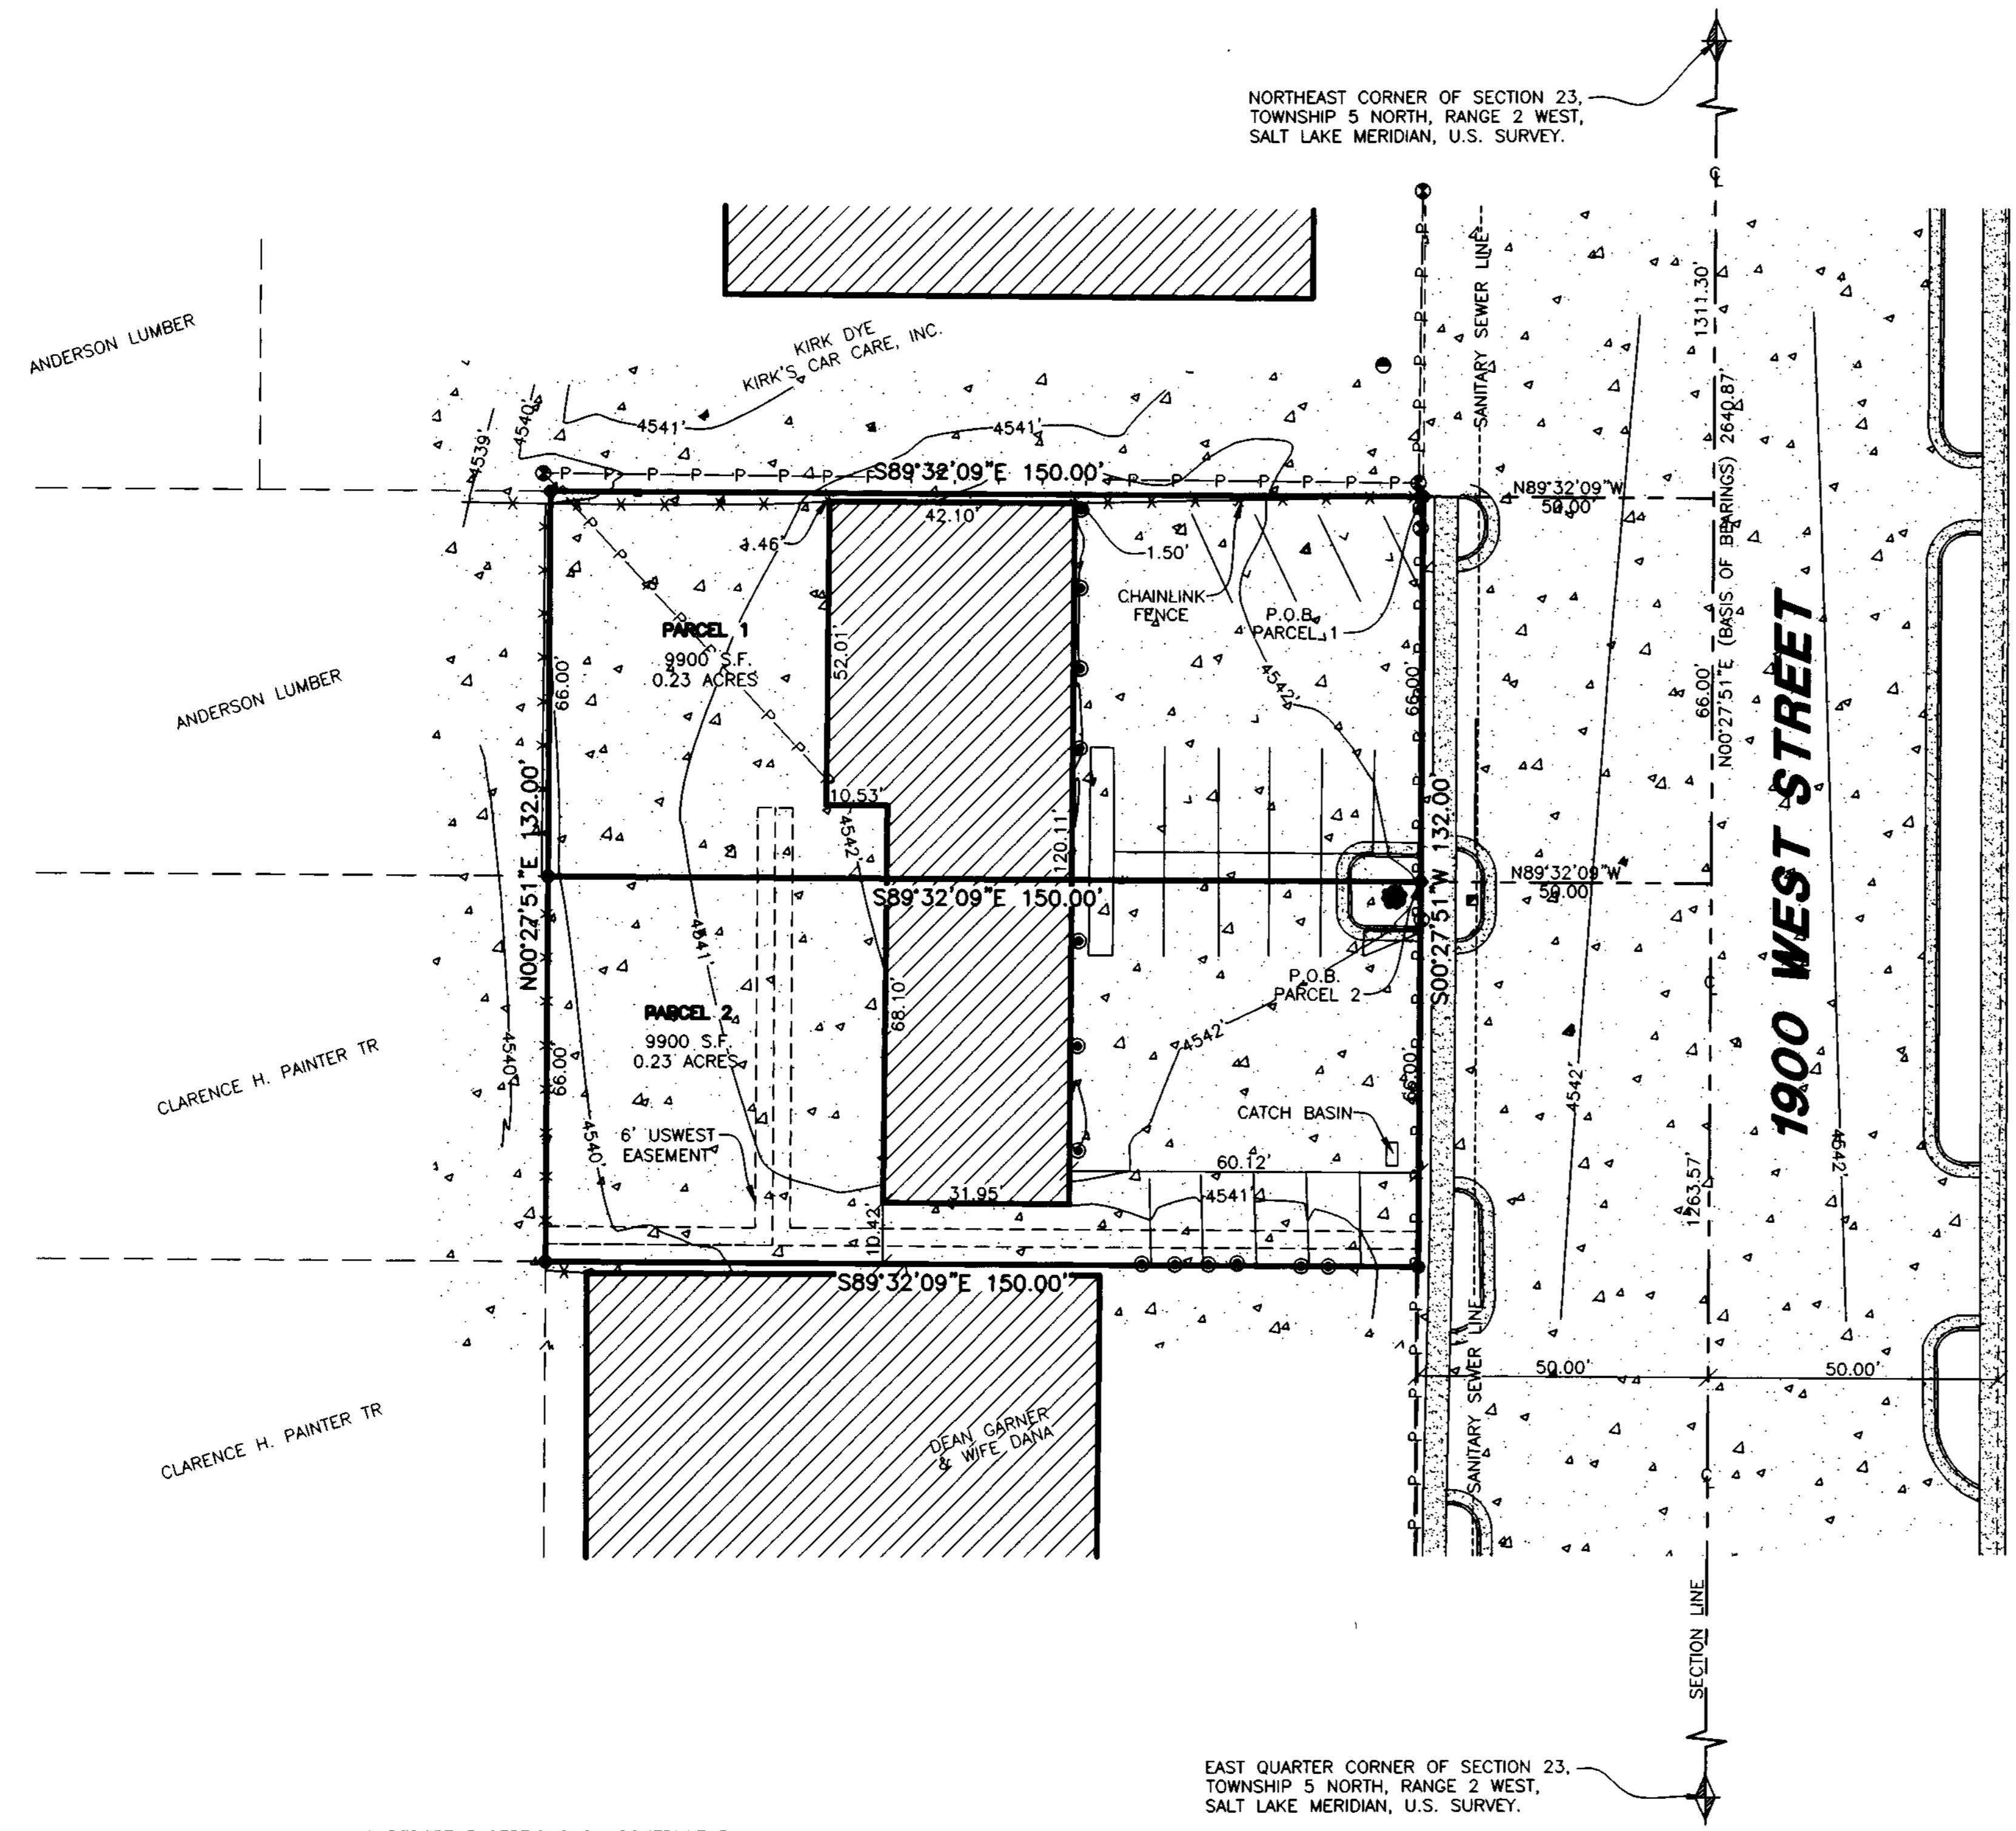 NORTHEAST CORNER OF SECTION 23,
TOWNSHIP 5 NORTH, RANGE 2 WEST,
SALT LAKE MERIDIAN, U.S. SURVEY.
ANDERSON LUMBER
KIRK DYE
KIRK'S CAR CARE, INC.
SANITARY SEWER LINE
1311.30'
N00°27'51"E (BASIS OF BEARINGS) 2640.87'
4539'
4540'
4541'
4541'
P P P P P P
S89°32'09"E 150.00'
P P P P P P
N89°32'09"W
50.00'
42.10'
1.46'
1.50'
CHAINLINK
FENCE
P.O.B.
PARCEL 1
PARCEL 1
9900 S.F.
0.23 ACRES
52.01'
66.00'
4542'
66.00'
66.00'
1900 WEST STREET
ANDERSON LUMBER
10.53'
4542'
120.11'
N00°27'51"E 132.00'
S00°27'51"W 132.00'
S89°32'09"E 150.00'
N89°32'09"W
50.00'
4541'
P.O.B.
PARCEL 2
PARCEL 2
9900 S.F.
0.23 ACRES
68.10'
66.00'
4540'
4542'
66.00'
4542'
4542'
CLARENCE H. PAINTER TR
6' USWEST
EASEMENT
4540'
CATCH BASIN
60.12'
31.95'
4541'
10.42'
1263.57'
S89°32'09"E 150.00'
SANITARY SEWER LINE
50.00'
50.00'
CLARENCE H. PAINTER TR
DEAN GARNER
& WIFE DANA
SECTION LINE
EAST QUARTER CORNER OF SECTION 23,
TOWNSHIP 5 NORTH, RANGE 2 WEST,
SALT LAKE MERIDIAN, U.S. SURVEY.